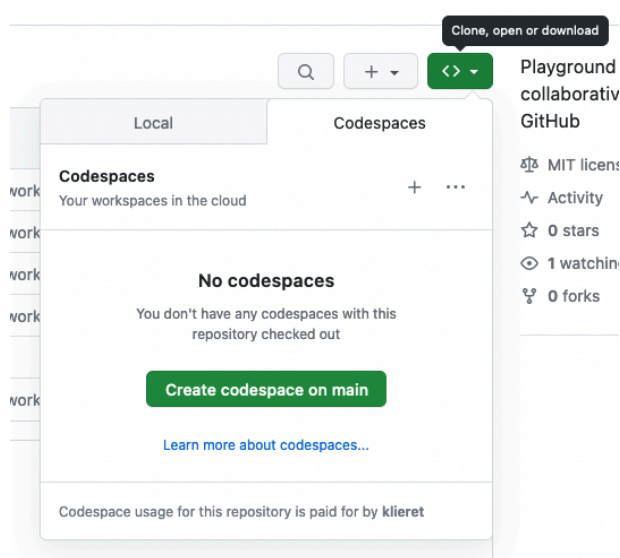 Clone, open or download
Playground
collaborativ
GitHub
Local
Codespaces
MIT licens
Activity
0 stars
1 watching
0 forks
Codespaces
Your workspaces in the cloud
work
work
work
work
work
No codespaces
You don't have any codespaces with this
repository checked out
Create codespace on main
Learn more about codespaces...
Codespace usage for this repository is paid for by klieret